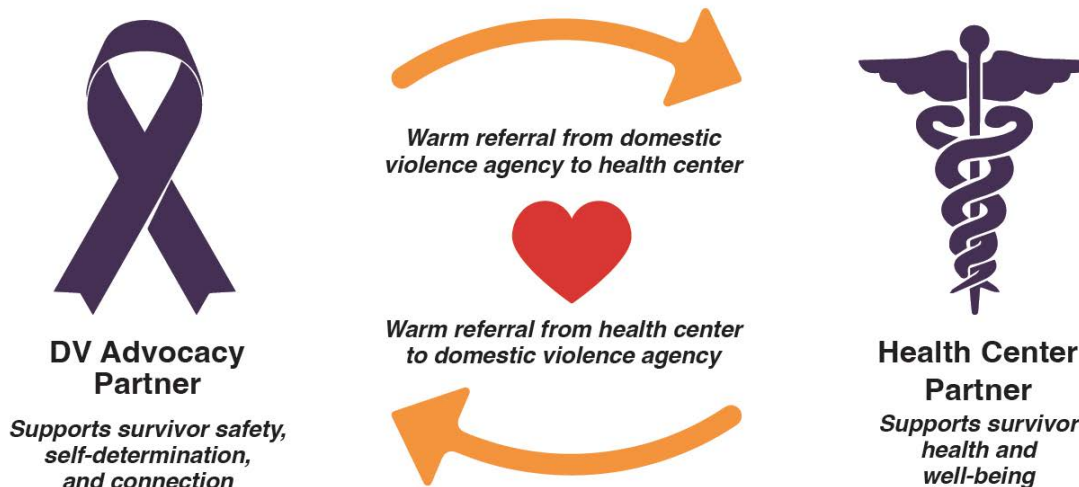 Warm referral from domestic
violence agency to health center
Warm referral from health center
to domestic violence agency
DV Advocacy
Partner
Supports survivor safety,
self-determination,
and connection
Health Center
Partner
Supports survivor
health and
well-being